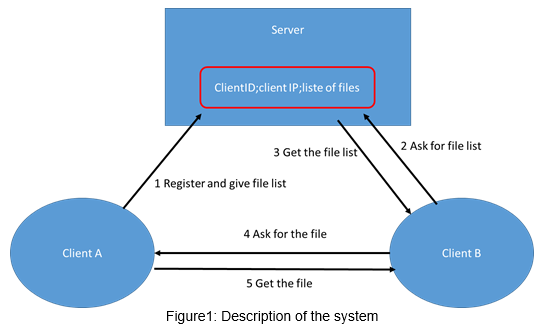 Server
ClientID;client IP;liste of files
2 Ask for file list
3 Get the file list
1 Register and give file list
4 Ask for the file
Client A
Client B
5 Get the file
Figure1: Description of the system